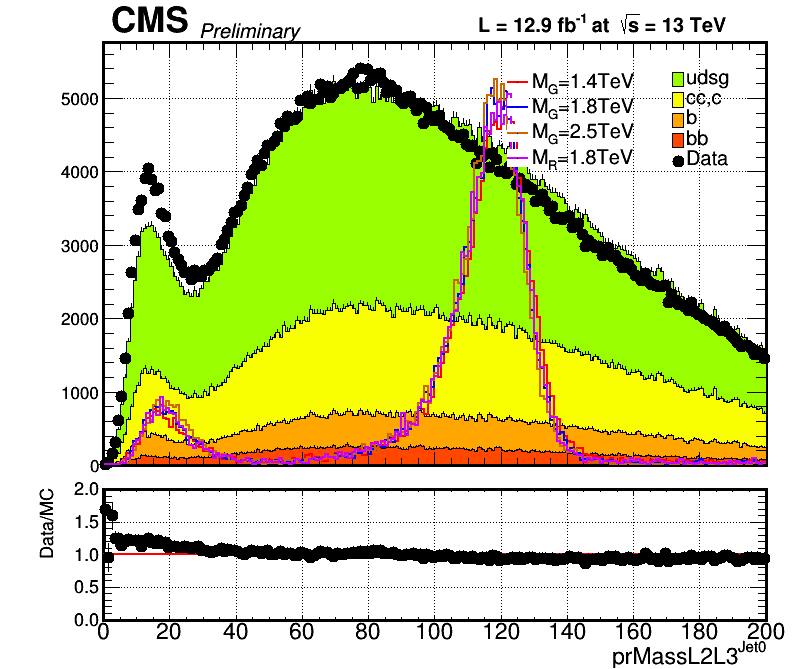 CMS Preliminary L = 12.9 fb⁻¹ at √s = 13 TeV
M_G=1.4TeV
M_G=1.8TeV
M_G=2.5TeV
M_R=1.8TeV
udsg
cc,c
b
bb
Data
5000
4000
3000
2000
1000
0
Data/MC
2.0
1.5
1.0
0.5
0.0
0 20 40 60 80 100 120 140 160 180 200
prMassL2L3^Jet0